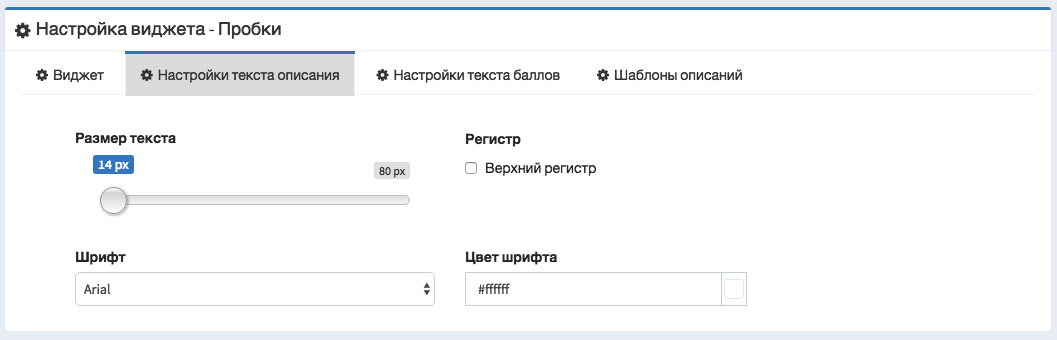 Настройка виджета - Пробки
Виджет Настройки текста описания Настройки текста баллов Шаблоны описаний
Размер текста Регистр
14 px 80 px Верхний регистр
Шрифт Цвет шрифта
Arial #ffffff